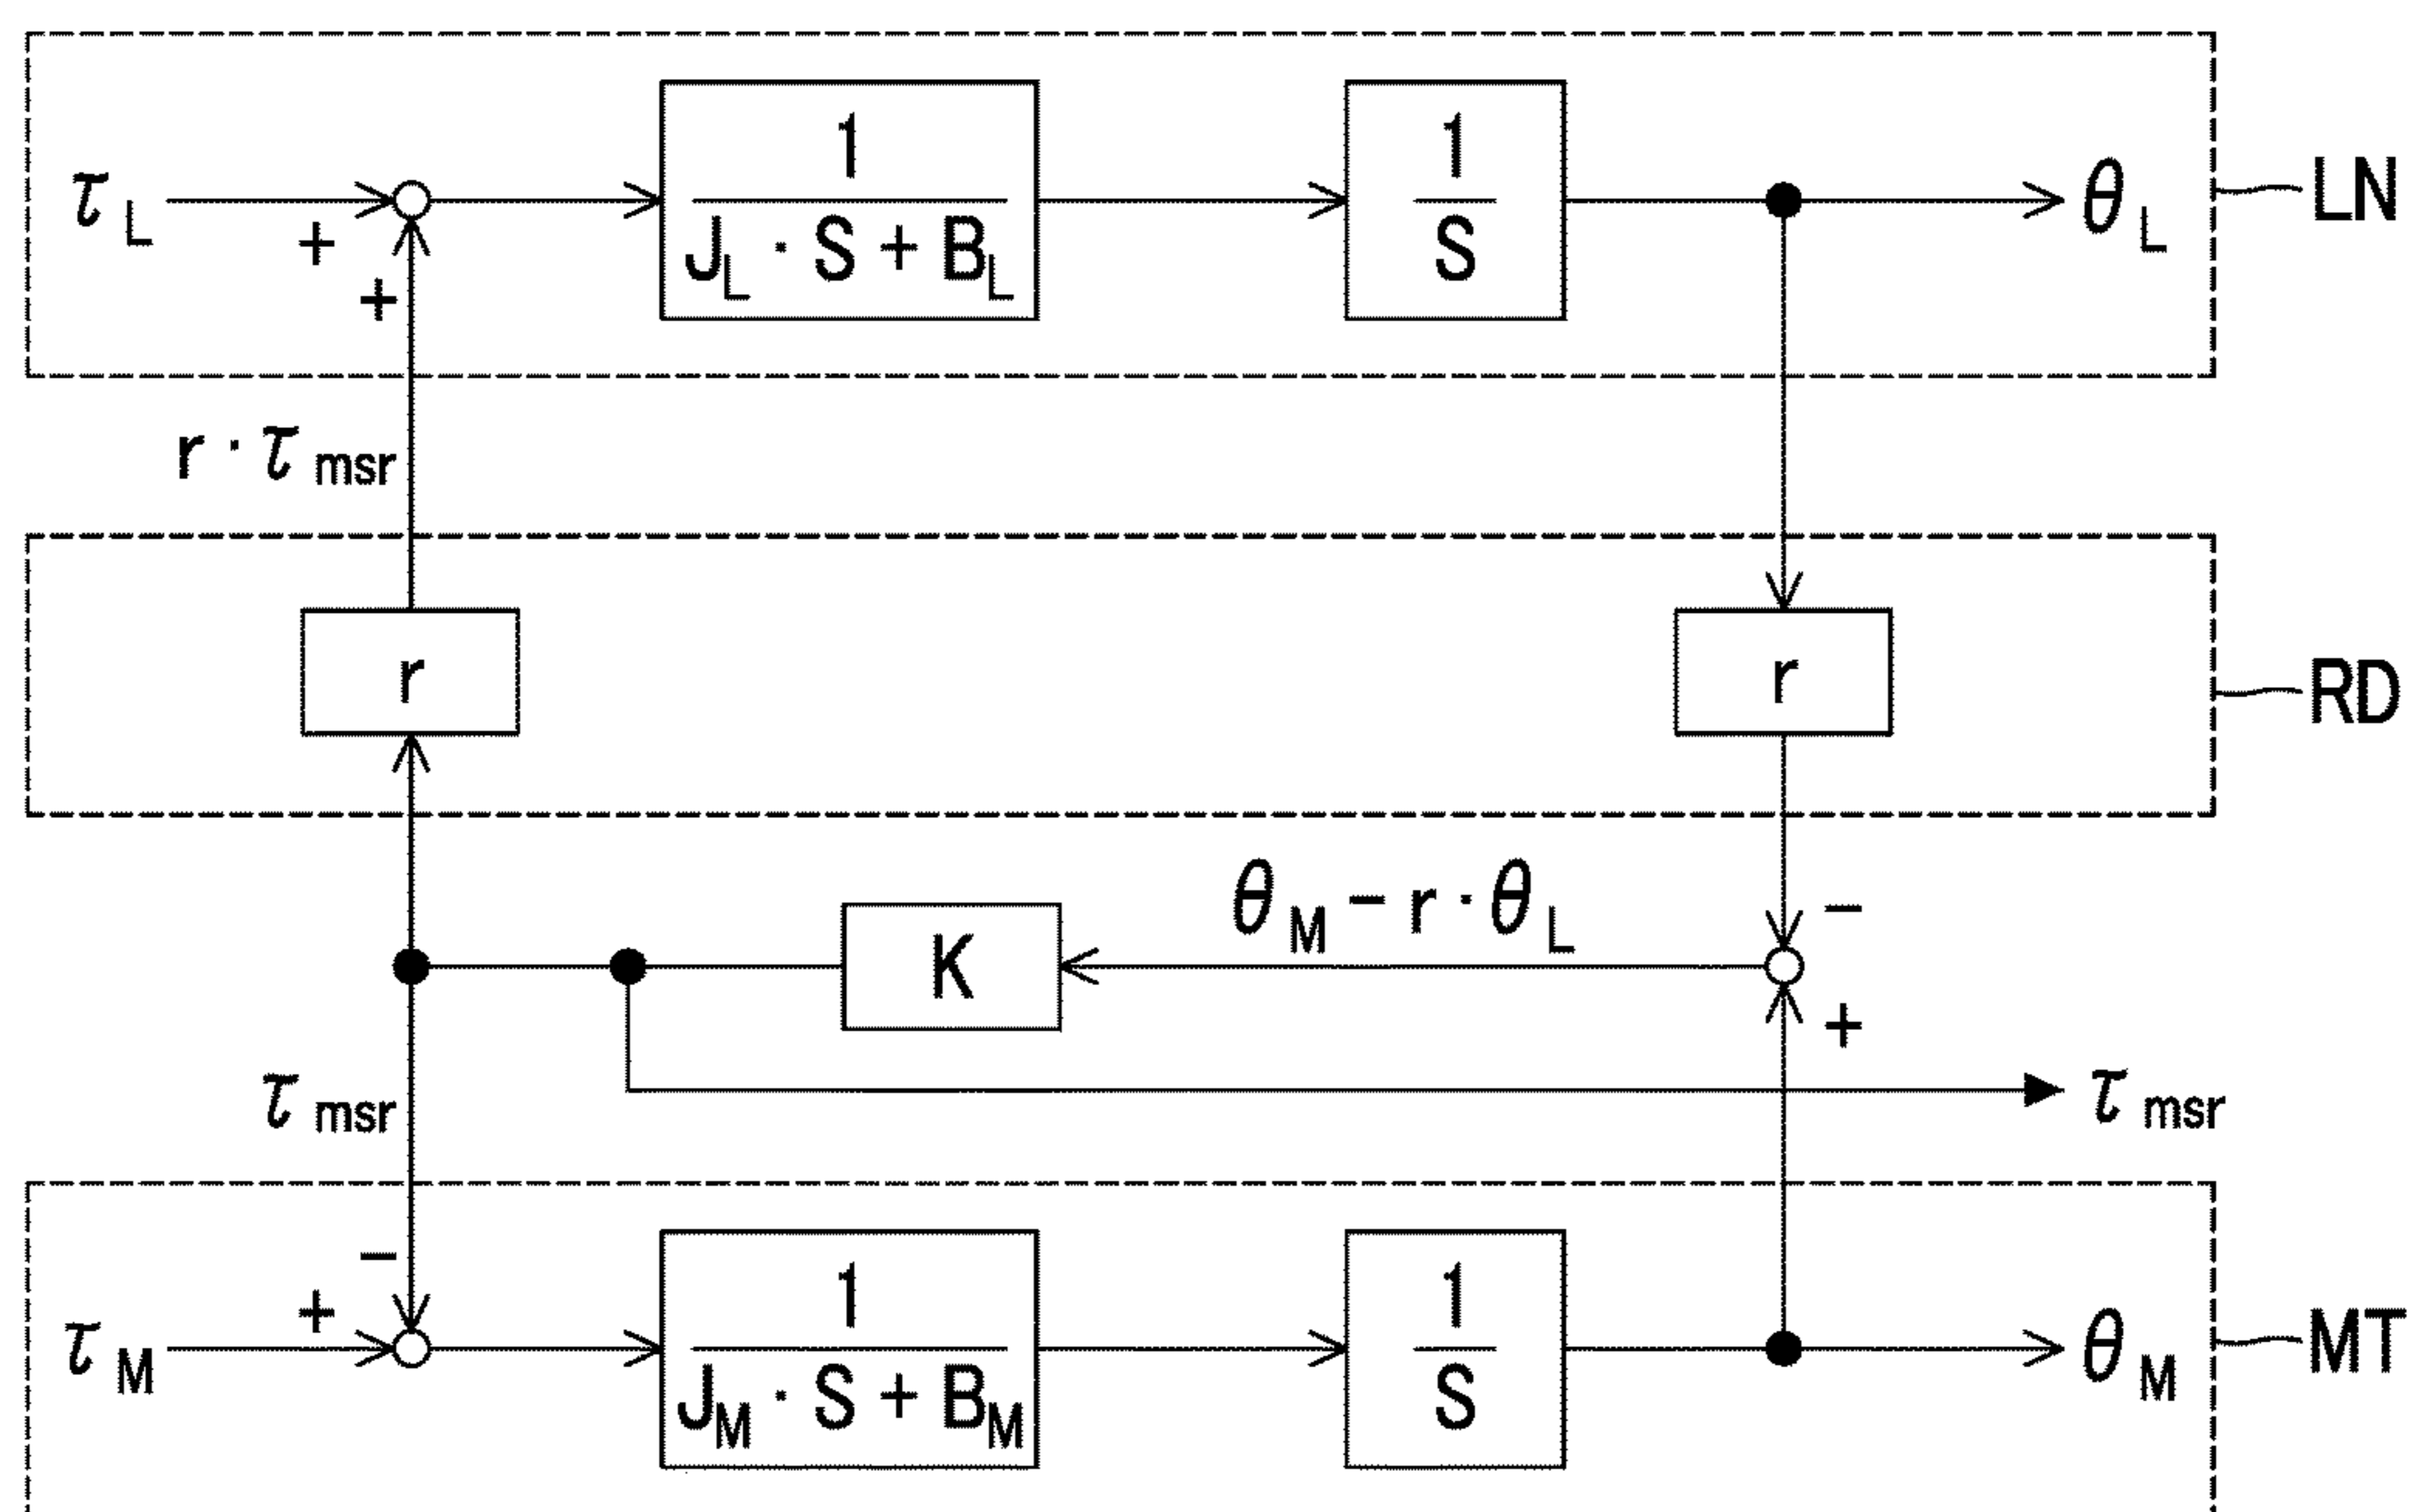 τL + + 1 1 θL LN
JL · S + BL S
r · τmsr
r r RD
θM − r · θL −
K
+
τmsr τmsr
−
τM + 1 1 θM MT
JM · S + BM S